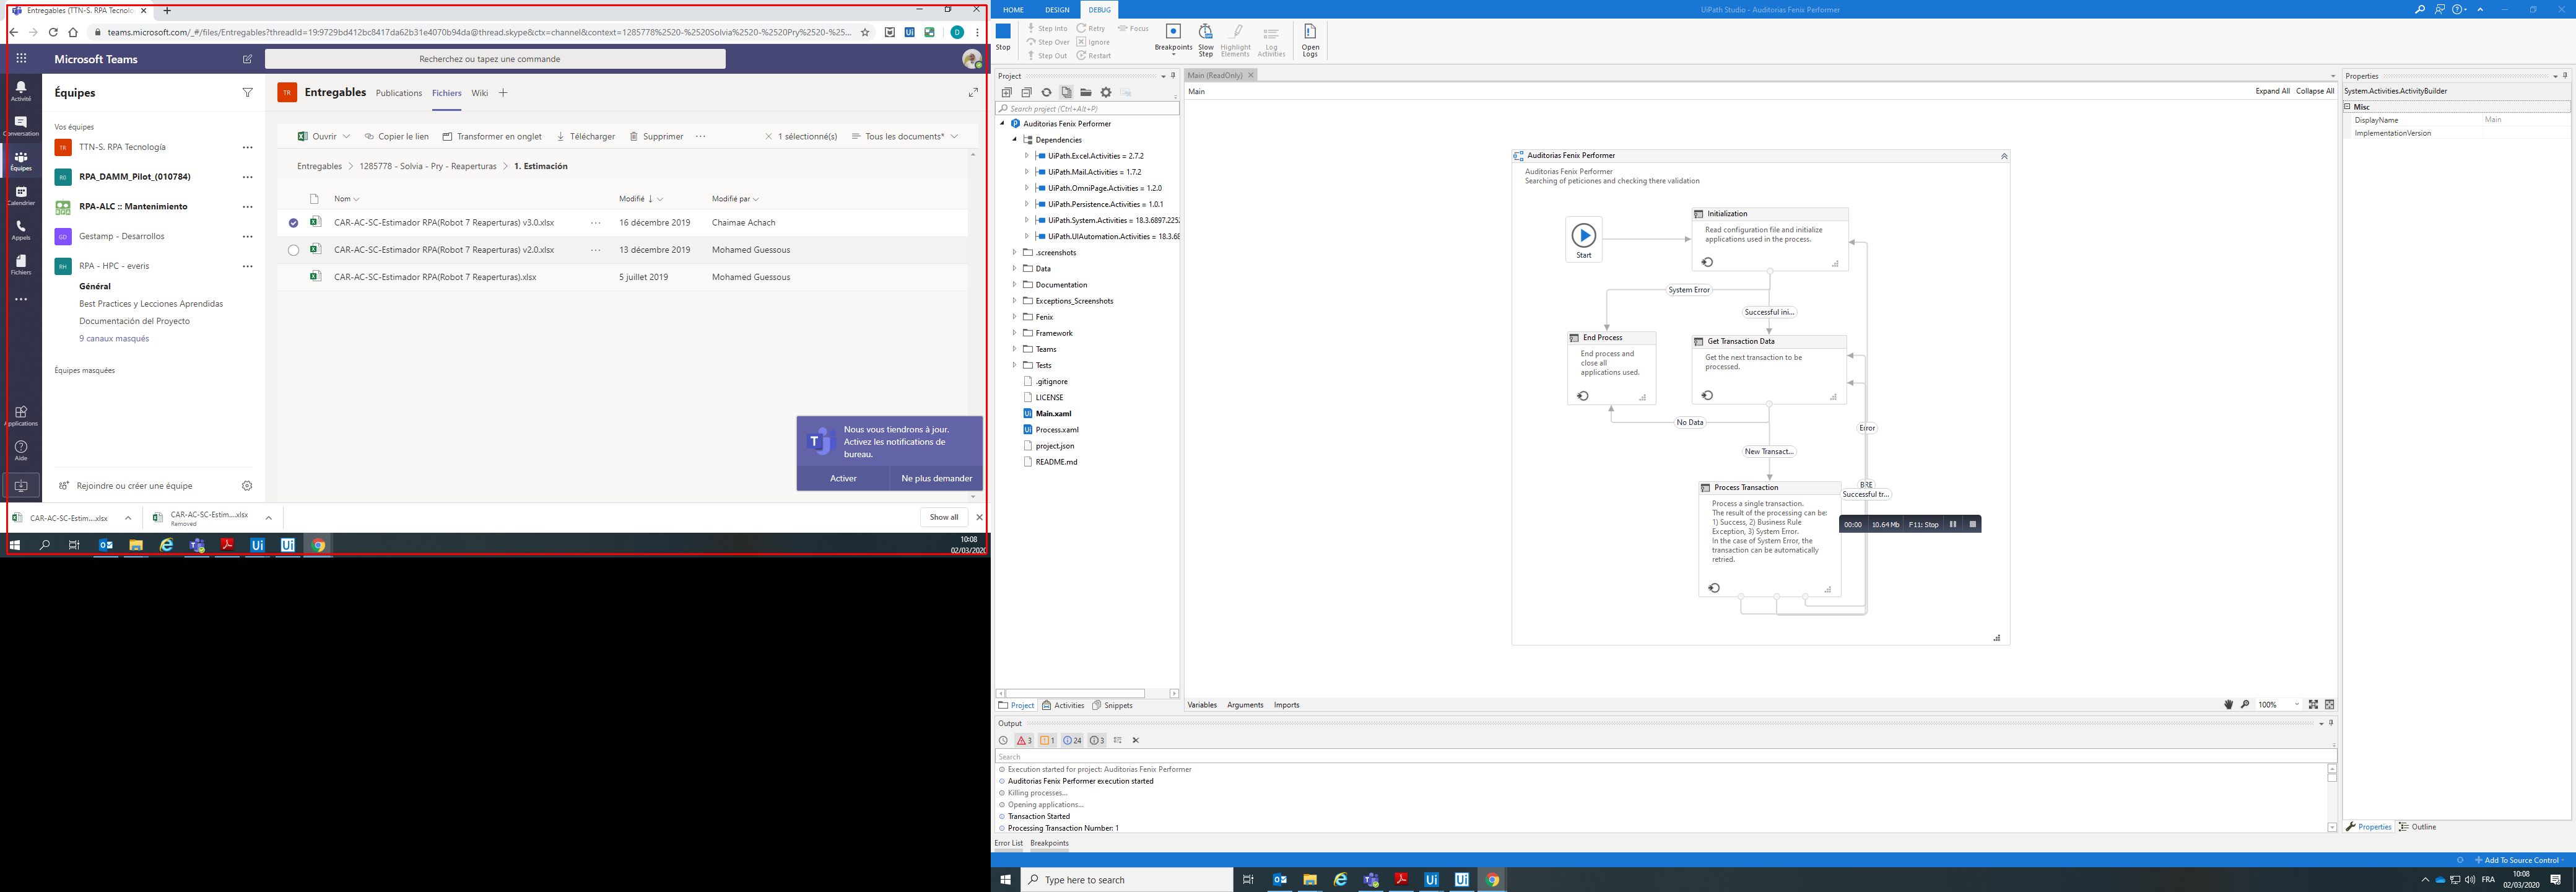 Entregables (TTN-S. RPA Tecnolo
teams.microsoft.com/_#/files/Entregables?threadId=19:9729bd412bc8417da62b31e4070b94da@thread.skype&ctx=channel&context=1285778%2520-%2520Solvia%2520-%2520Pry%2520-%25...
D
Microsoft Teams
Recherchez ou tapez une commande
Activité
Conversation
Équipes
Calendrier
Appels
Fichiers
Applications
Aide
Équipes
Vos équipes
TR TTN-S. RPA Tecnología
R0 RPA_DAMM_Pilot_(010784)
RPA-ALC :: Mantenimiento
GD Gestamp - Desarrollos
RH RPA - HPC - everis
Général
Best Practices y Lecciones Aprendidas
Documentación del Proyecto
9 canaux masqués
Équipes masquées
Rejoindre ou créer une équipe
TR Entregables Publications Fichiers Wiki
Ouvrir Copier le lien Transformer en onglet Télécharger Supprimer ... 1 sélectionné(s) Tous les documents*
Entregables > 1285778 - Solvia - Pry - Reaperturas > 1. Estimación
Nom Modifié Modifié par
CAR-AC-SC-Estimador RPA(Robot 7 Reaperturas) v3.0.xlsx 16 décembre 2019 Chaimae Achach
CAR-AC-SC-Estimador RPA(Robot 7 Reaperturas) v2.0.xlsx 13 décembre 2019 Mohamed Guessous
CAR-AC-SC-Estimador RPA(Robot 7 Reaperturas).xlsx 5 juillet 2019 Mohamed Guessous
Nous vous tiendrons à jour.
Activez les notifications de
bureau.
Activer Ne plus demander
CAR-AC-SC-Estim....xlsx
CAR-AC-SC-Estim....xlsx
Removed
Show all
10:08
02/03/2020
HOME DESIGN DEBUG
UiPath Studio - Auditorias Fenix Performer
Stop
Step Into
Step Over
Step Out
Retry
Ignore
Restart
Focus
Breakpoints
Slow
Step
Highlight
Elements
Log
Activities
Open
Logs
Project
Search project (Ctrl+Alt+P)
Auditorias Fenix Performer
Dependencies
UiPath.Excel.Activities = 2.7.2
UiPath.Mail.Activities = 1.7.2
UiPath.OmniPage.Activities = 1.2.0
UiPath.Persistence.Activities = 1.0.1
UiPath.System.Activities = 18.3.6897.225
UiPath.UIAutomation.Activities = 18.3.68
.screenshots
Data
Documentation
Exceptions_Screenshots
Fenix
Framework
Teams
Tests
.gitignore
LICENSE
Main.xaml
Process.xaml
project.json
README.md
Project Activities Snippets
Main (ReadOnly)
Main
Expand All Collapse All
Auditorias Fenix Performer
Auditorias Fenix Performer
Searching of peticiones and checking there validation
Start
Initialization
Read configuration file and initialize
applications used in the process.
System Error
Successful ini...
End Process
End process and
close all
applications used.
Get Transaction Data
Get the next transaction to be
processed.
No Data
Error
New Transact...
BRE
Successful tr...
Process Transaction
Process a single transaction.
The result of the processing can be:
1) Success, 2) Business Rule
Exception, 3) System Error.
In the case of System Error, the
transaction can be automatically
retried.
00:00 10.64 Mb F11: Stop
Variables Arguments Imports
100%
Properties
System.Activities.ActivityBuilder
Misc
DisplayName Main
ImplementationVersion
Properties Outline
Output
3 1 24 3
Search
Execution started for project: Auditorias Fenix Performer
Auditorias Fenix Performer execution started
Killing processes...
Opening applications...
Transaction Started
Processing Transaction Number: 1
Error List Breakpoints
Add To Source Control
Type here to search
FRA
10:08
02/03/2020